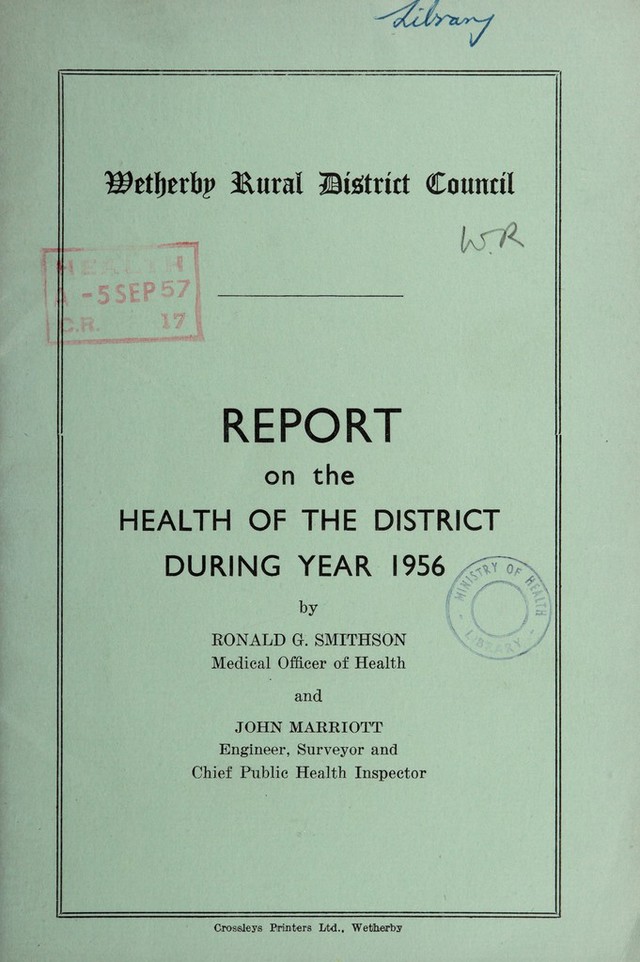 Library
Wetherby Rural District Council
W.R
HEALTH
A -5 SEP 57
C.R. 17
REPORT
on the
HEALTH OF THE DISTRICT
DURING YEAR 1956
MINISTRY OF HEALTH
- LIBRARY -
by
RONALD G. SMITHSON
Medical Officer of Health
and
JOHN MARRIOTT
Engineer, Surveyor and
Chief Public Health Inspector
Crossleys Printers Ltd., Wetherby